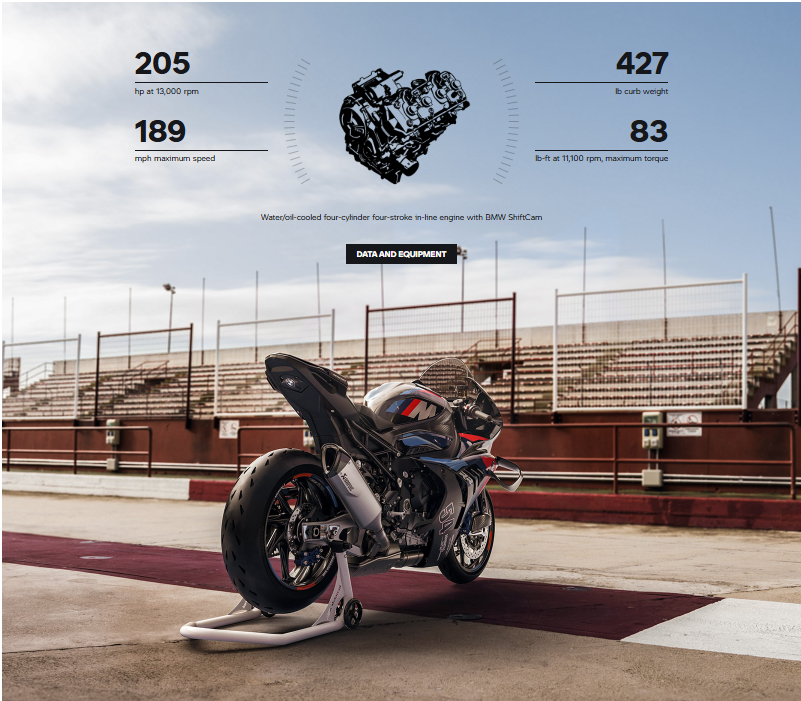 205
hp at 13,000 rpm
189
mph maximum speed
427
lb curb weight
83
lb-ft at 11,100 rpm, maximum torque
Water/oil-cooled four-cylinder four-stroke in-line engine with BMW ShiftCam
DATA AND EQUIPMENT
M